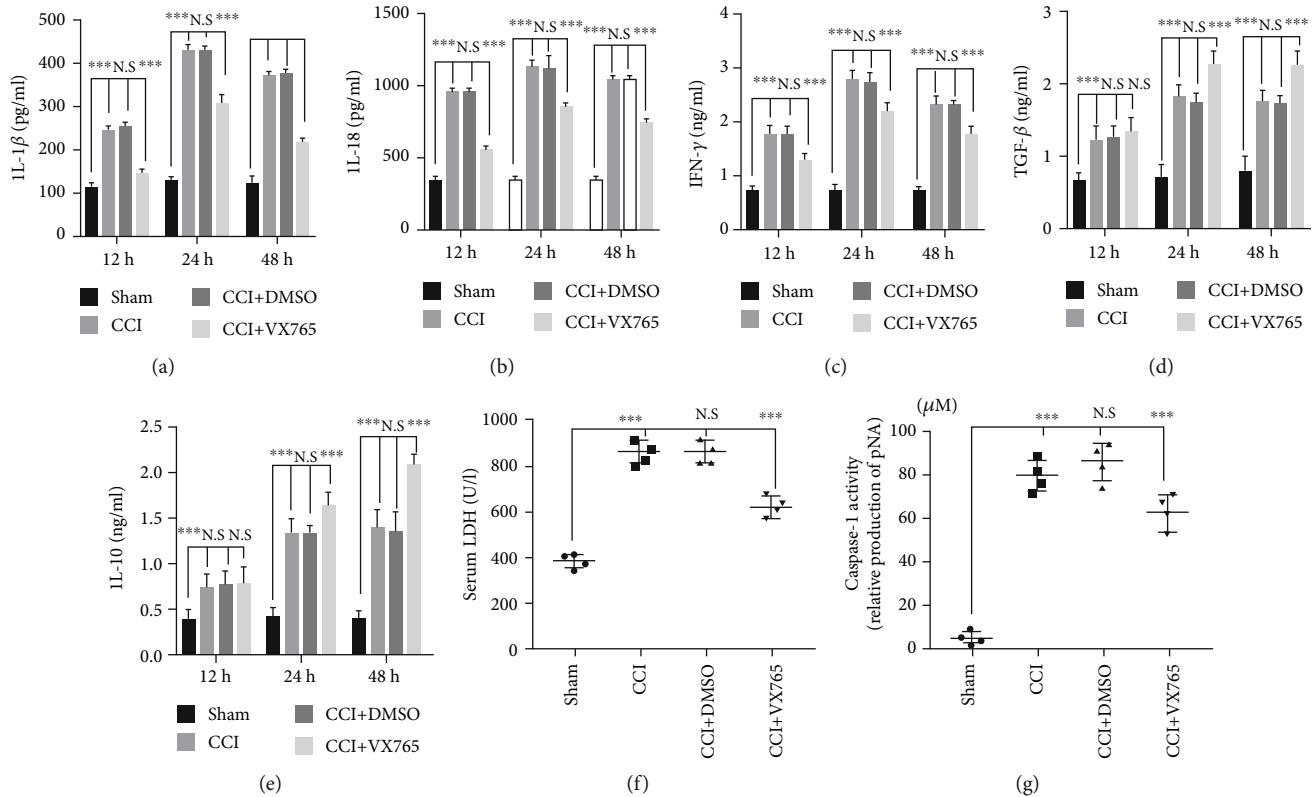 1L-1β (pg/ml)
500
400
300
200
100
0
***N.S ***
***N.S ***
12 h 24 h 48 h
Sham CCI+DMSO
CCI CCI+VX765
(a)
1L-18 (pg/ml)
1500
1000
500
0
***N.S ***
***N.S ***
***N.S ***
12 h 24 h 48 h
Sham CCI+DMSO
CCI CCI+VX765
(b)
IFN-γ (ng/ml)
4
3
2
1
0
***N.S ***
***N.S ***
***N.S ***
12 h 24 h 48 h
Sham CCI+DMSO
CCI CCI+VX765
(c)
TGF-β (ng/ml)
3
2
1
0
***N.S N.S
***N.S ***
***N.S ***
12 h 24 h 48 h
Sham CCI+DMSO
CCI CCI+VX765
(d)
1L-10 (ng/ml)
2.5
2.0
1.5
1.0
0.5
0.0
***N.S N.S
***N.S ***
***N.S ***
12 h 24 h 48 h
Sham CCI+DMSO
CCI CCI+VX765
(e)
Serum LDH (U/l)
1000
800
600
400
200
0
*** N.S ***
Sham
CCI
CCI+DMSO
CCI+VX765
(f)
(μM)
Caspase-1 activity
(relative production of pNA)
100
80
60
40
20
0
*** N.S ***
Sham
CCI
CCI+DMSO
CCI+VX765
(g)